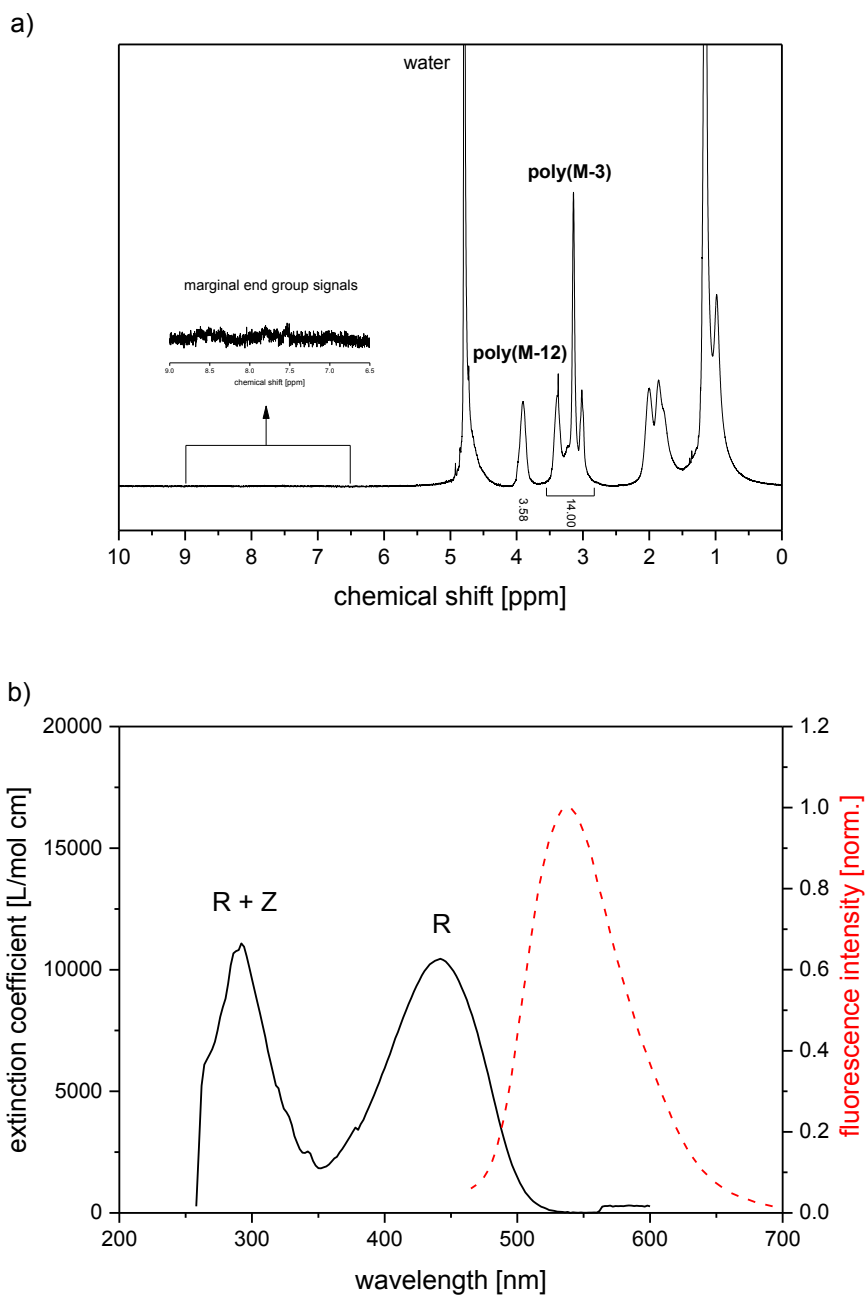 a)
water
poly(M-3)
marginal end group signals
poly(M-12)
9.0 8.5 8.0 7.5 7.0 6.5
chemical shift [ppm]
3.58
14.00
10 9 8 7 6 5 4 3 2 1 0
chemical shift [ppm]
b)
20000
15000
10000
5000
0
extinction coefficient [L/mol cm]
R + Z
R
1.2
1.0
0.8
0.6
0.4
0.2
0.0
fluorescence intensity [norm.]
200 300 400 500 600 700
wavelength [nm]